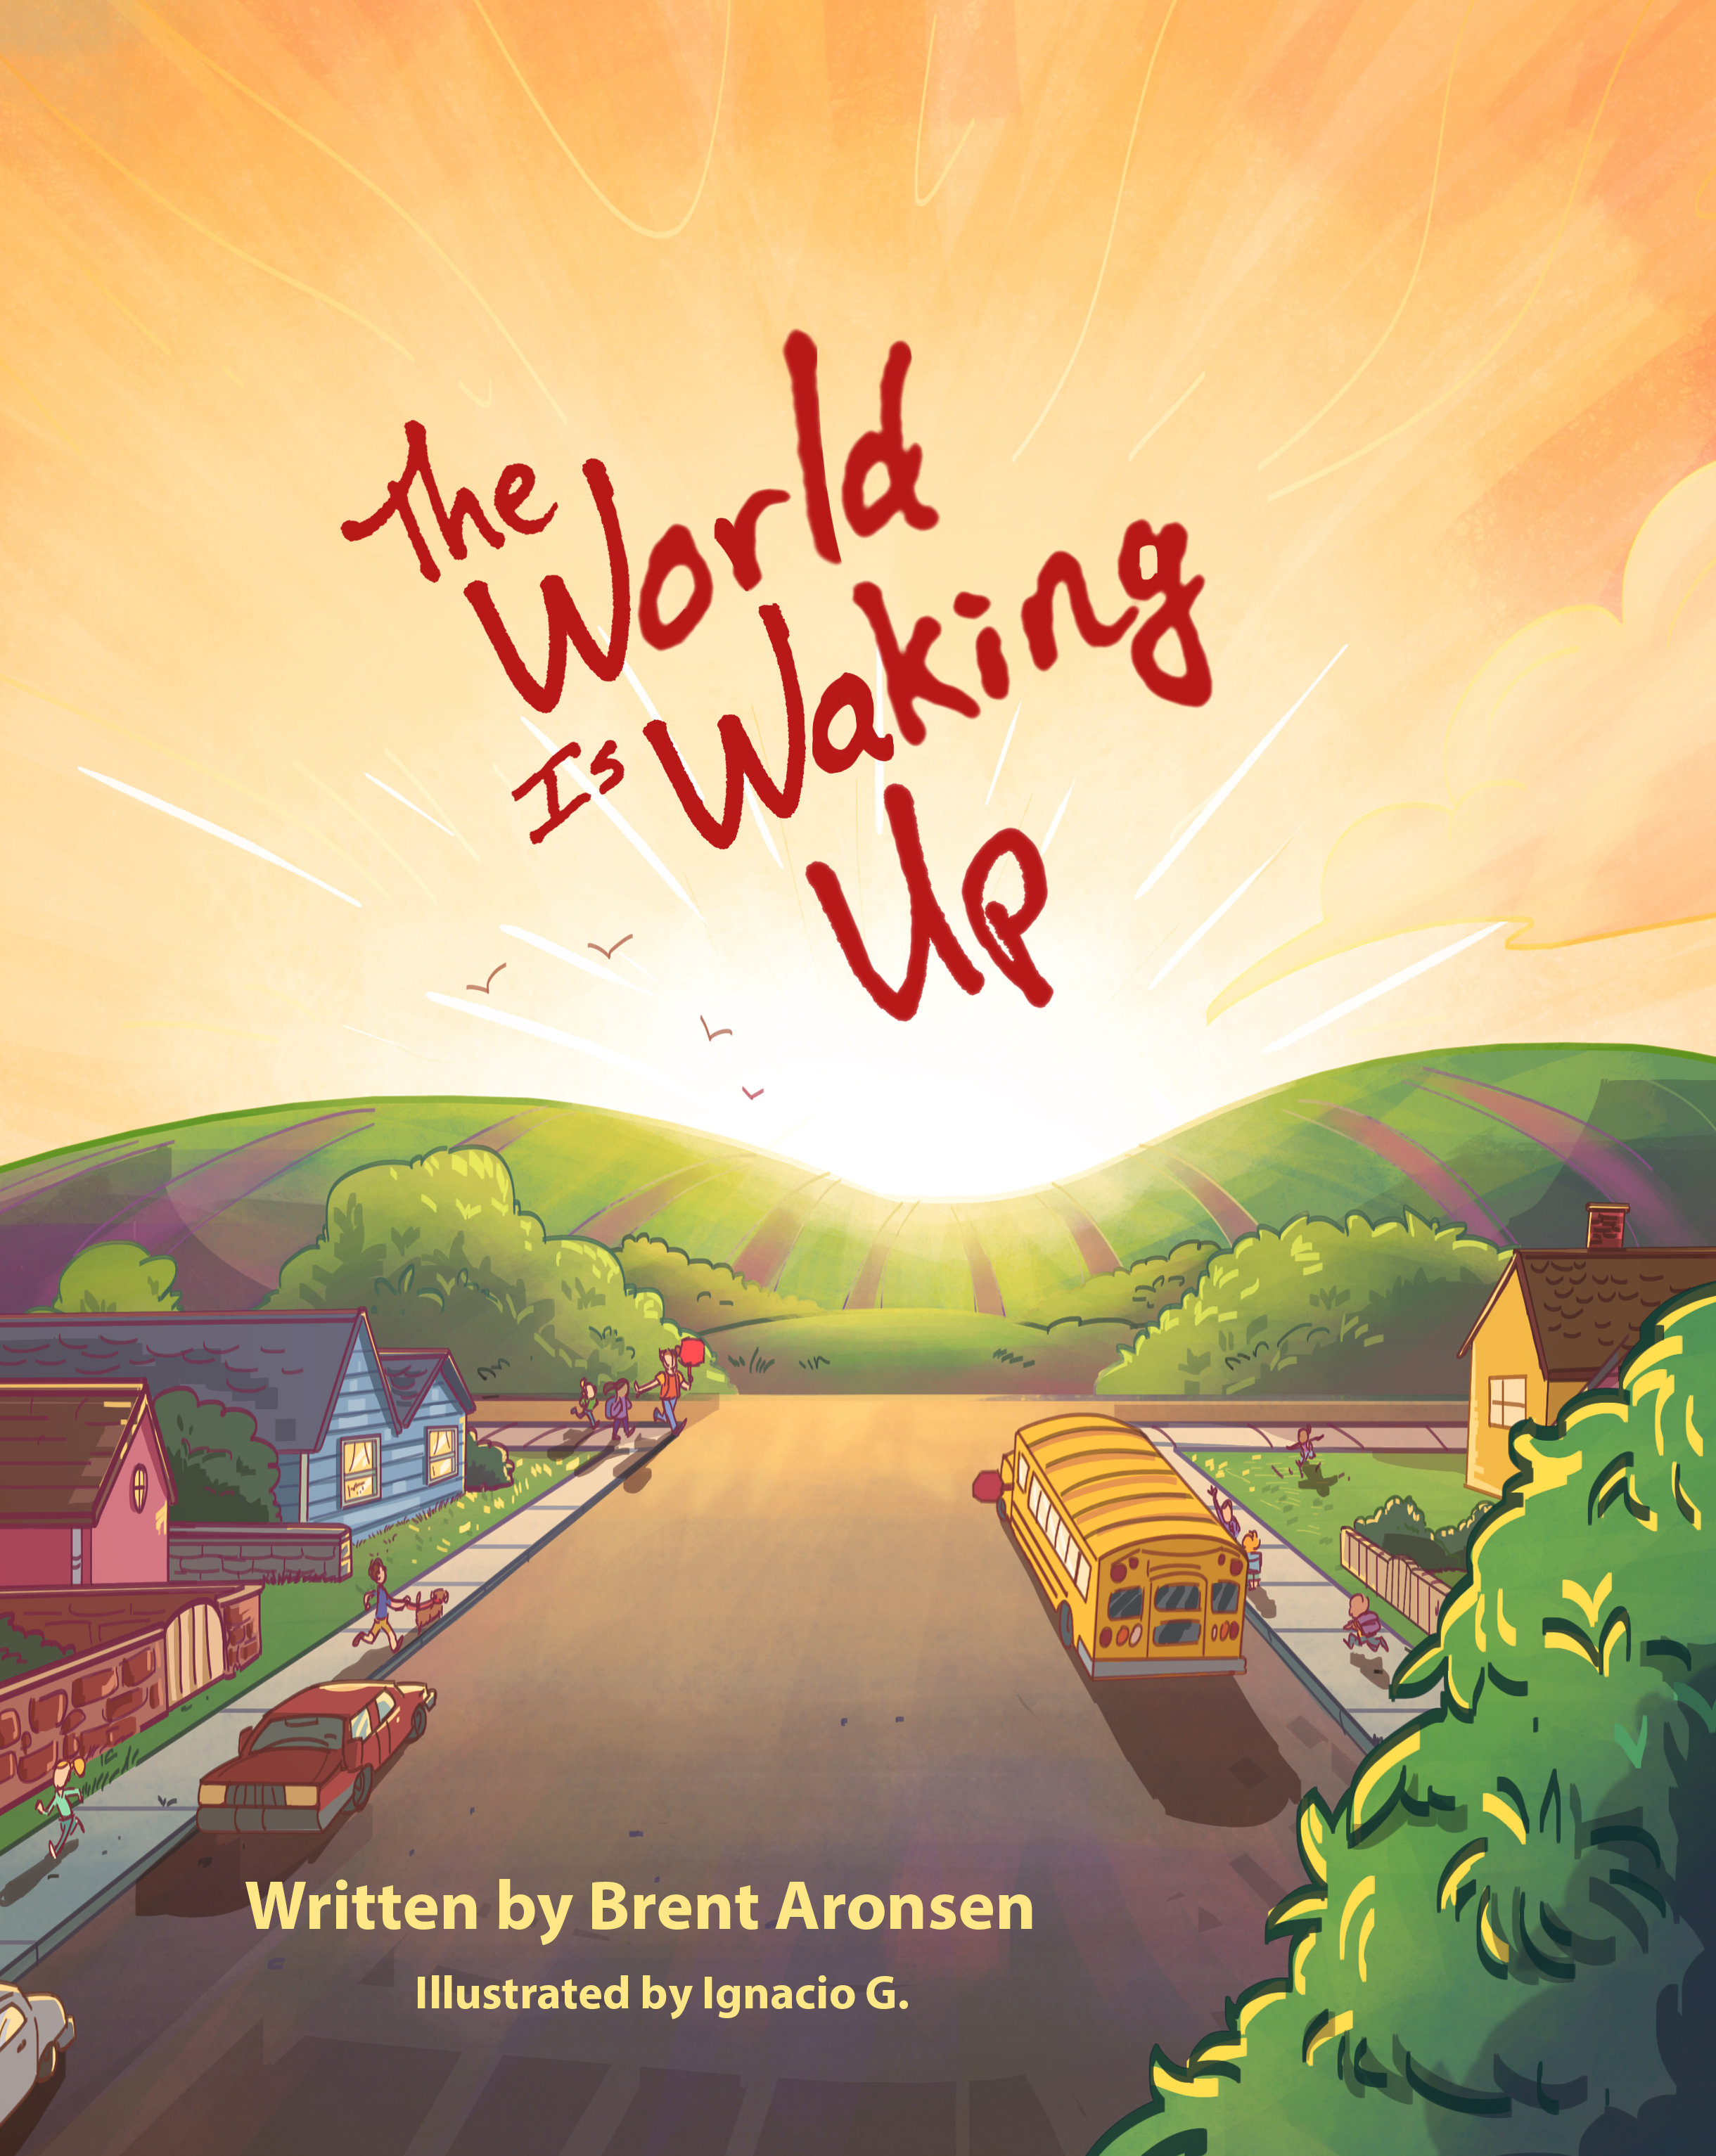 The
World
Is Waking
Up
Written by Brent Aronsen
Illustrated by Ignacio G.